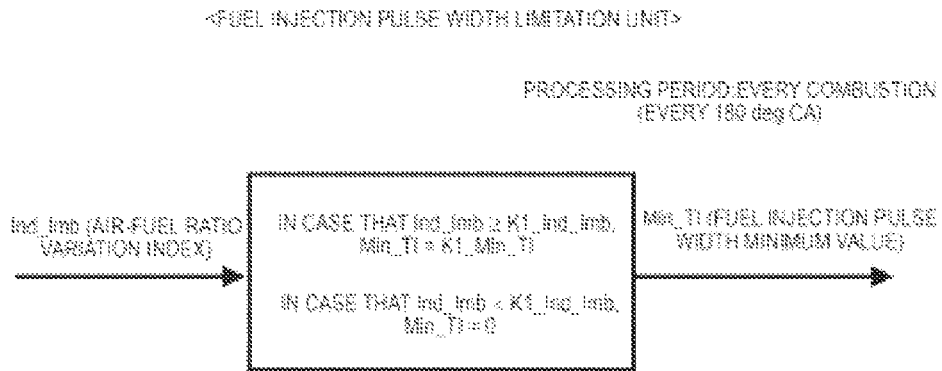 <FUEL INJECTION PULSE WIDTH LIMITATION UNIT>
PROCESSING PERIOD:EVERY COMBUSTION
(EVERY 180 deg CA)
Ind_Imb (AIR-FUEL RATIO
VARIATION INDEX)
IN CASE THAT Ind_Imb ≥ K1_Ind_Imb,
Min_TI = K1_Min_TI
IN CASE THAT Ind_Imb < K1_Ind_Imb,
Min_TI = 0
Min_TI (FUEL INJECTION PULSE
WIDTH MINIMUM VALUE)